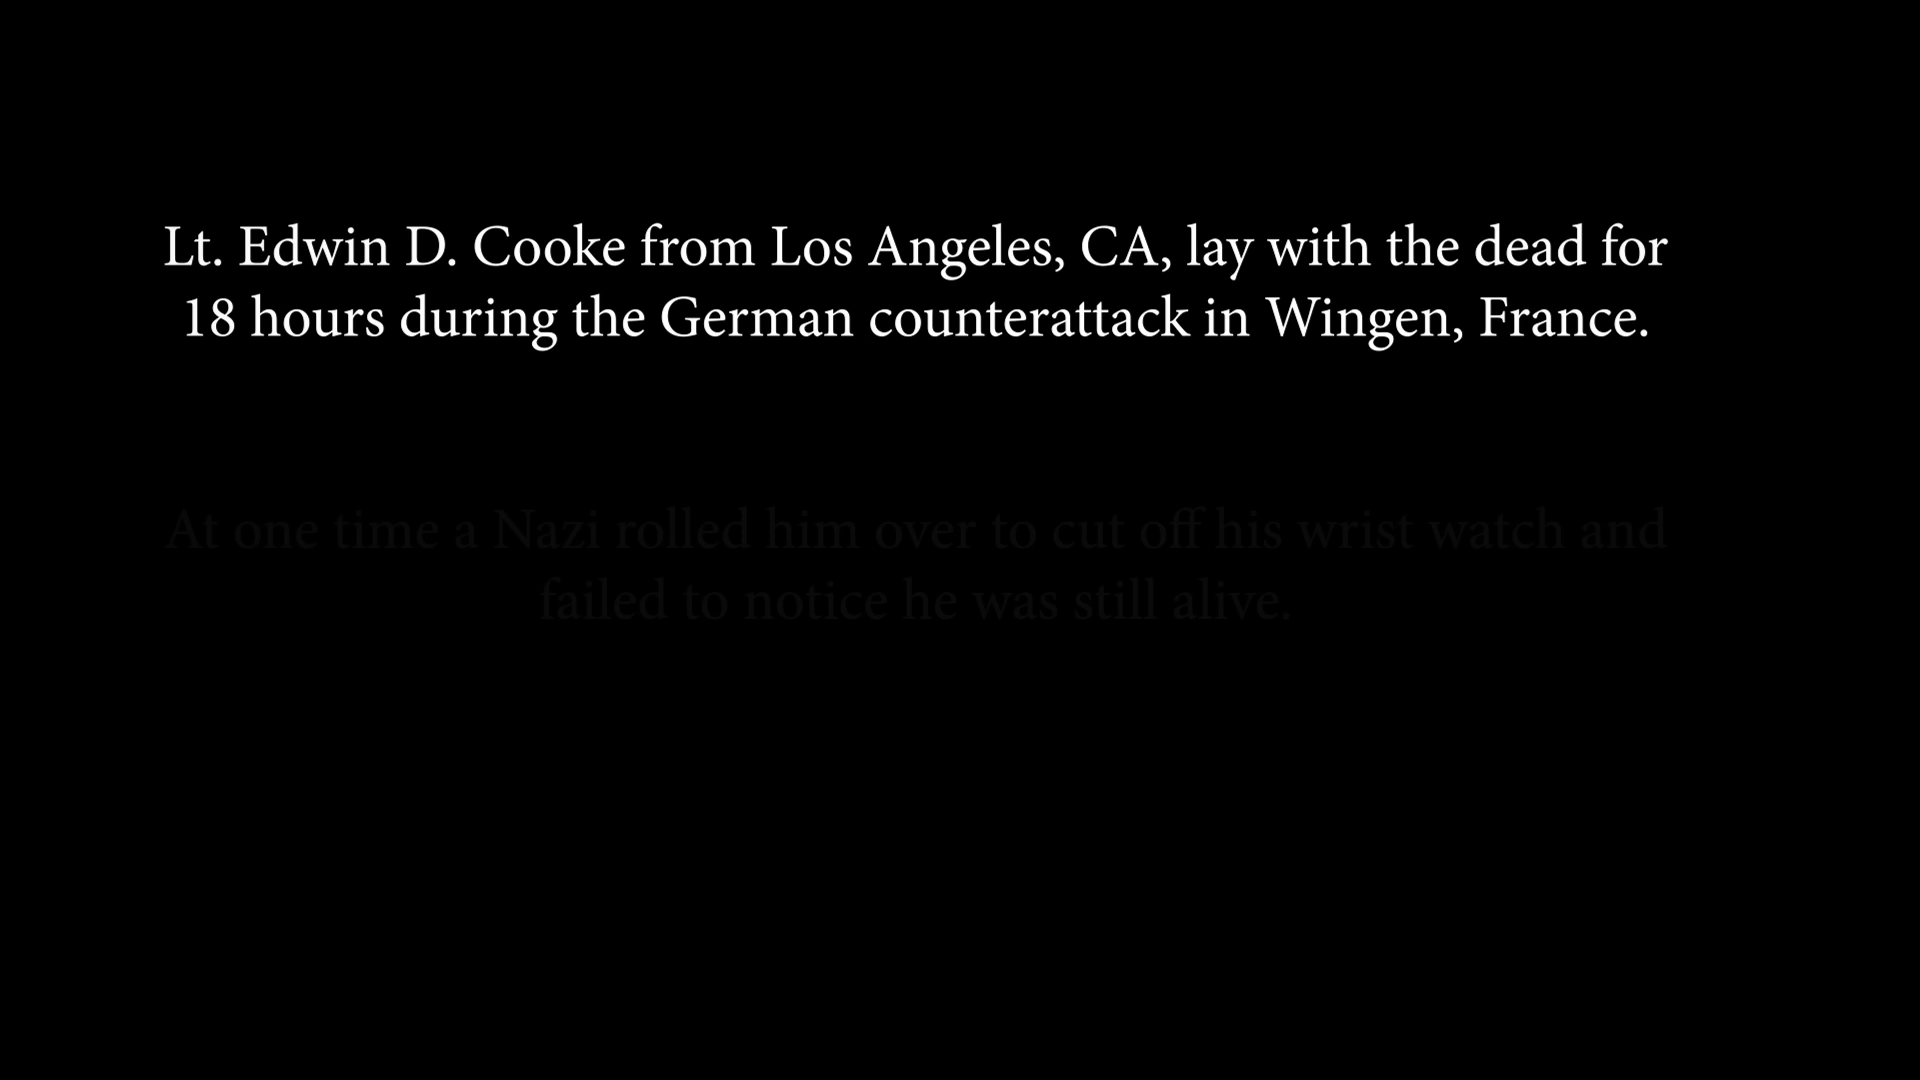 Lt. Edwin D. Cooke from Los Angeles, CA, lay with the dead for
18 hours during the German counterattack in Wingen, France.
At one time a Nazi rolled him over to cut off his wrist watch and
failed to notice he was still alive.